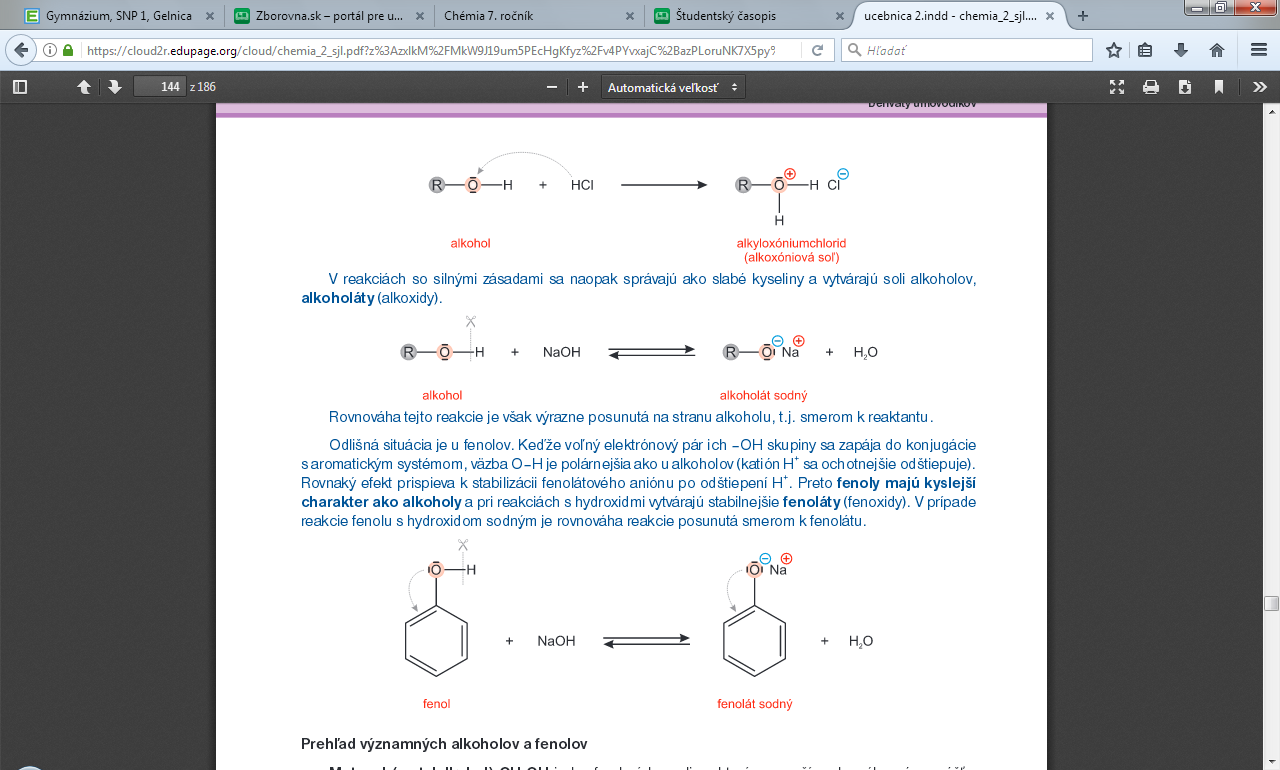 Gymnázium, SNP 1, Gelnica
Zborovna.sk – portál pre u...
Chémia 7. ročník
Študentský časopis
ucebnica 2.indd - chemia_2_sjl....
https://cloud2r.edupage.org/cloud/chemia_2_sjl.pdf?z%3AzxIkM%2FMkW9J19um5PEcHgKfyz%2Fv4PYvxajC%2BazPLoruNK7X5py%
Hľadať
144 z 186
Automatická veľkosť
Deriváty uhľovodíkov
R–O–H + HCl → R–O–H Cl
H
alkohol
alkyloxóniumchlorid
(alkoxóniová soľ)
V reakciách so silnými zásadami sa naopak správajú ako slabé kyseliny a vytvárajú soli alkoholov,
alkoholáty (alkoxidy).
R–O–H + NaOH ⇄ R–O⊖ Na⊕ + H₂O
alkohol
alkoholát sodný
Rovnováha tejto reakcie je však výrazne posunutá na stranu alkoholu, t.j. smerom k reaktantu.
Odlišná situácia je u fenolov. Keďže voľný elektrónový pár ich –OH skupiny sa zapája do konjugácie
s aromatickým systémom, väzba O–H je polárnejšia ako u alkoholov (katión H⁺ sa ochotnejšie odštiepuje).
Rovnaký efekt prispieva k stabilizácii fenolátového aniónu po odštiepení H⁺. Preto fenoly majú kyslejší
charakter ako alkoholy a pri reakciách s hydroxidmi vytvárajú stabilnejšie fenoláty (fenoxidy). V prípade
reakcie fenolu s hydroxidom sodným je rovnováha reakcie posunutá smerom k fenolátu.
O–H O⊖ Na⊕
+ NaOH ⇄ + H₂O
fenol
fenolát sodný
Prehľad významných alkoholov a fenolov